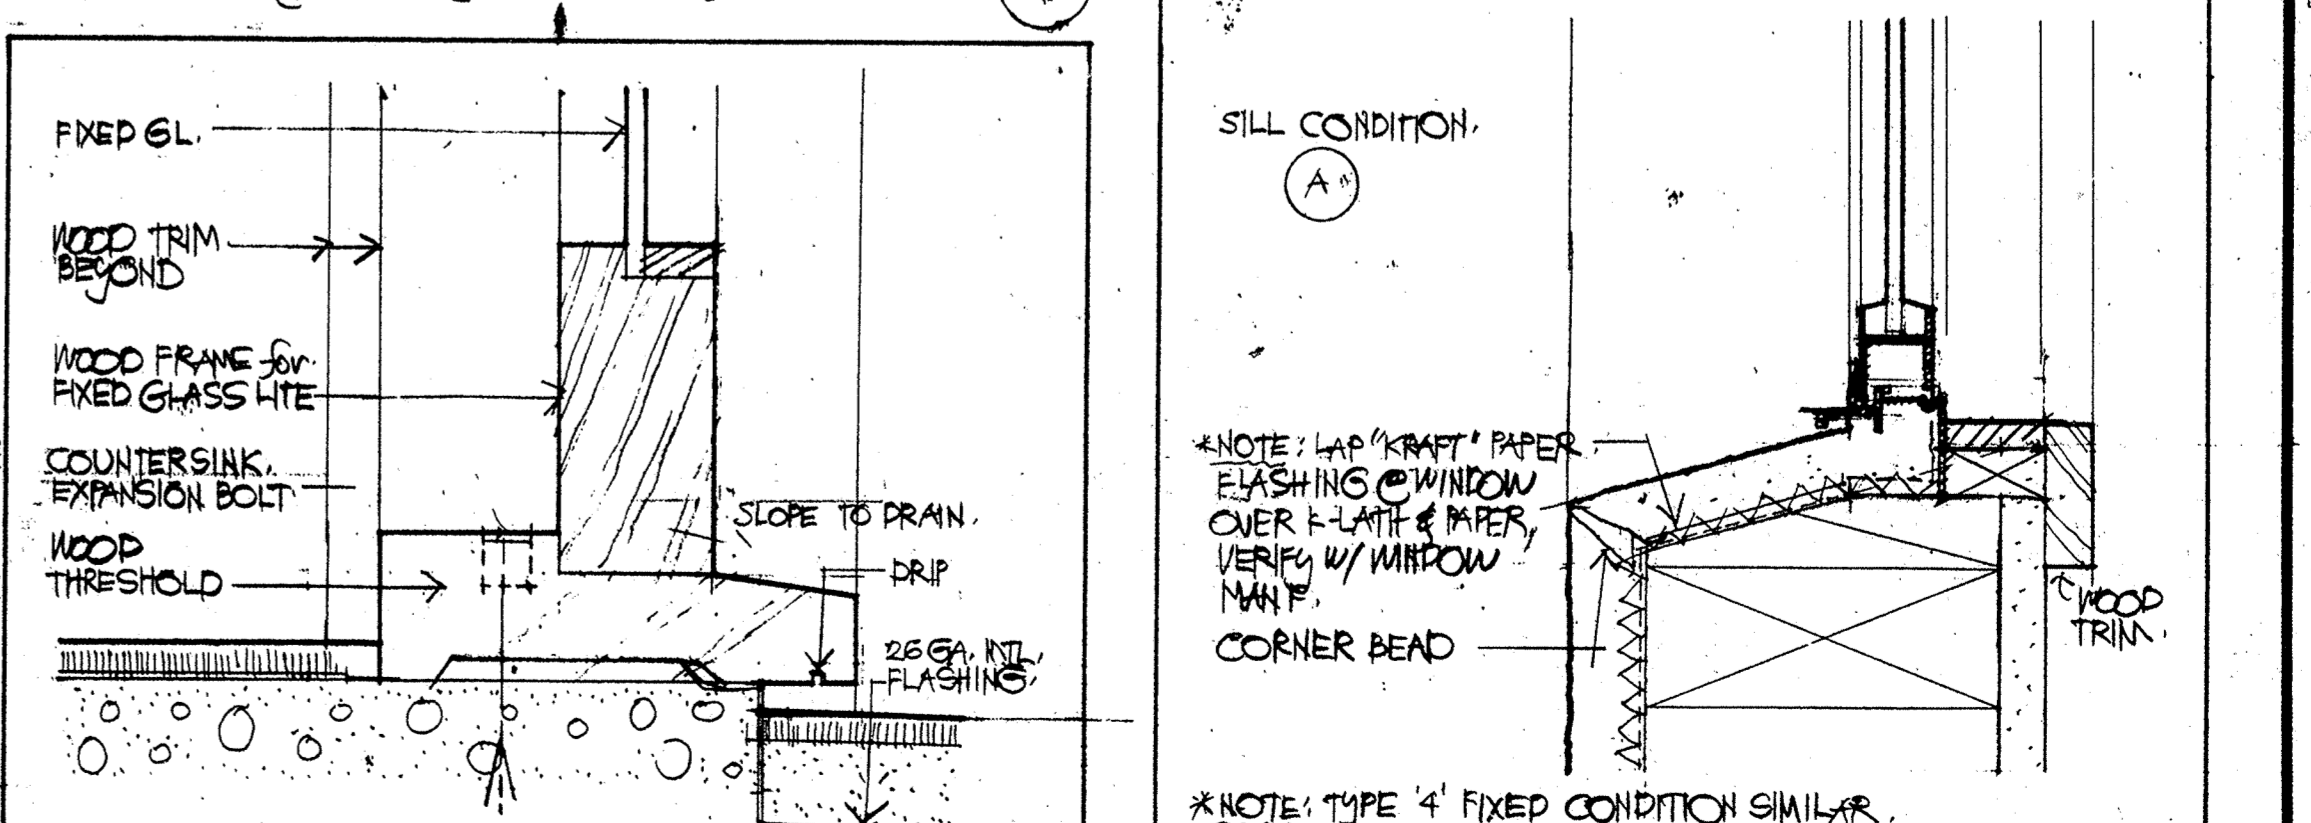 FIXED GL.
WOOD TRIM
BEYOND
WOOD FRAME for
FIXED GLASS LITE
COUNTERSINK.
EXPANSION BOLT
WOOD
THRESHOLD
SLOPE TO DRAIN.
DRIP
26 GA. INTL.
FLASHING.
SILL CONDITION.
A
*NOTE: LAP "KRAFT" PAPER
FLASHING @ WINDOW
OVER K-LATH & PAPER,
VERIFY W/ WINDOW
MANF.
CORNER BEAD
WOOD
TRIM.
*NOTE: TYPE '4' FIXED CONDITION SIMILAR.